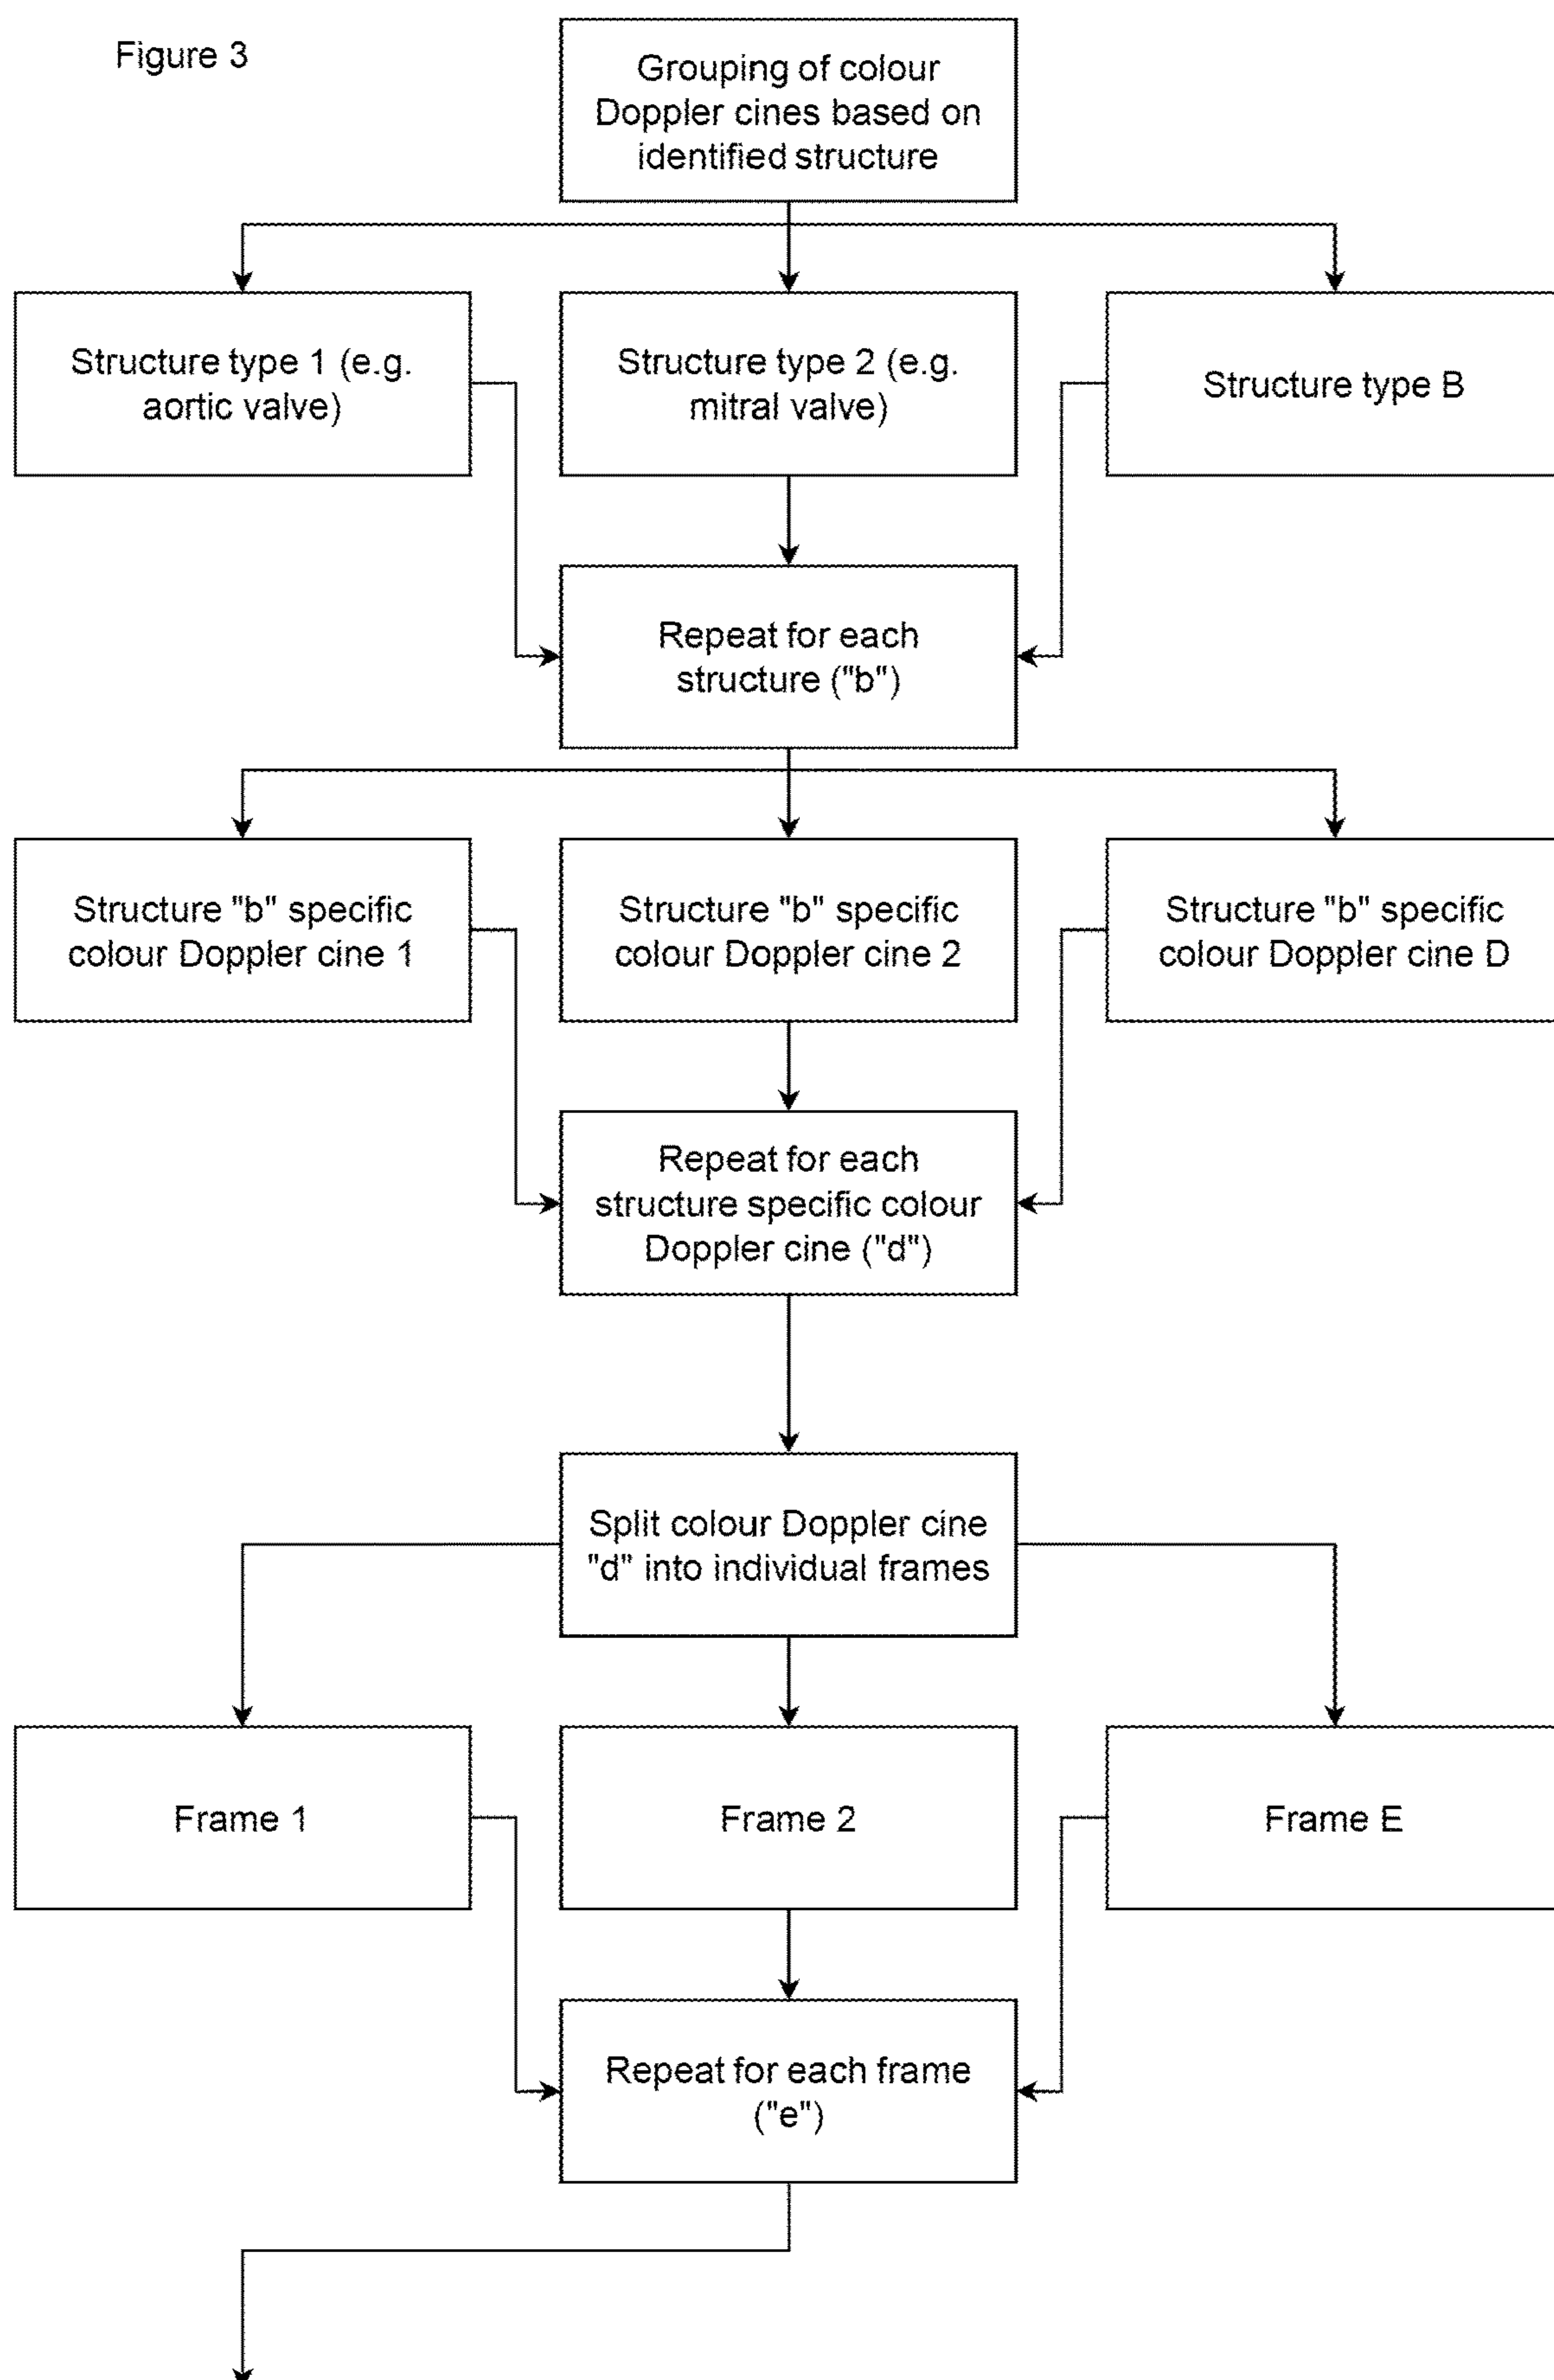 Figure 3
Grouping of colour
Doppler cines based on
identified structure
Structure type 1 (e.g.
aortic valve)
Structure type 2 (e.g.
mitral valve)
Structure type B
Repeat for each
structure ("b")
Structure "b" specific
colour Doppler cine 1
Structure "b" specific
colour Doppler cine 2
Structure "b" specific
colour Doppler cine D
Repeat for each
structure specific colour
Doppler cine ("d")
Split colour Doppler cine
"d" into individual frames
Frame 1
Frame 2
Frame E
Repeat for each frame
("e")